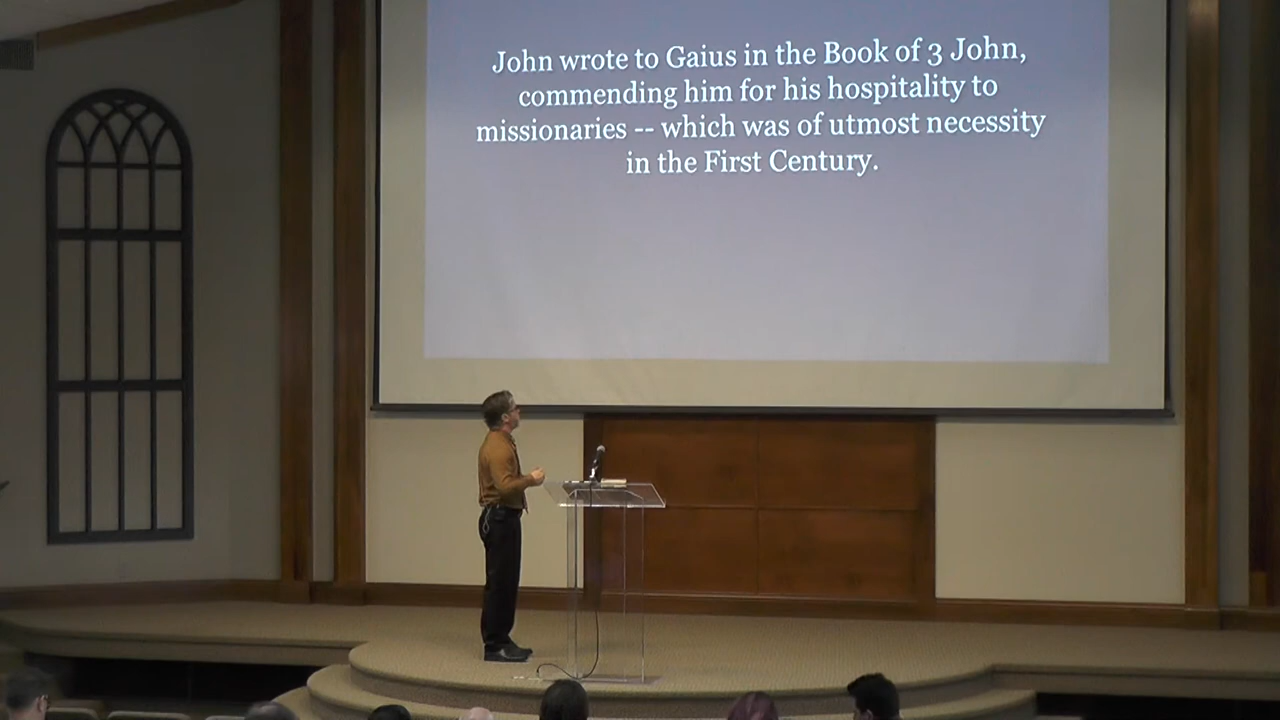 John wrote to Gaius in the Book of 3 John,
commending him for his hospitality to
missionaries -- which was of utmost necessity
in the First Century.